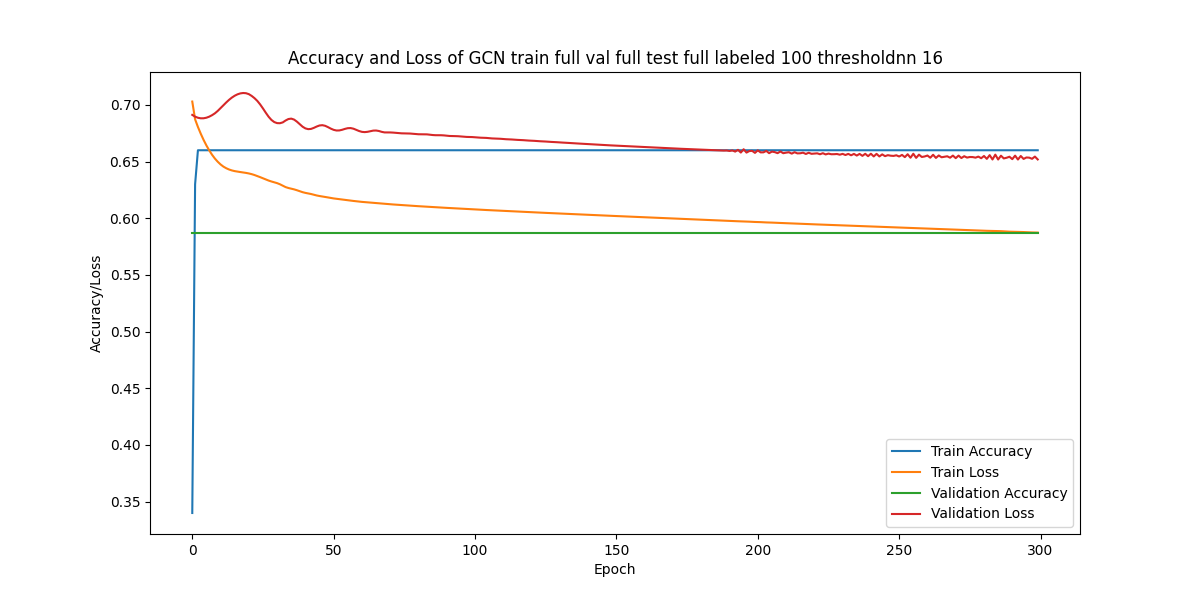 Accuracy and Loss of GCN train full val full test full labeled 100 thresholdnn 16
Accuracy/Loss
0.70
0.65
0.60
0.55
0.50
0.45
0.40
0.35
0
50
100
150
200
250
300
Epoch
Train Accuracy
Train Loss
Validation Accuracy
Validation Loss